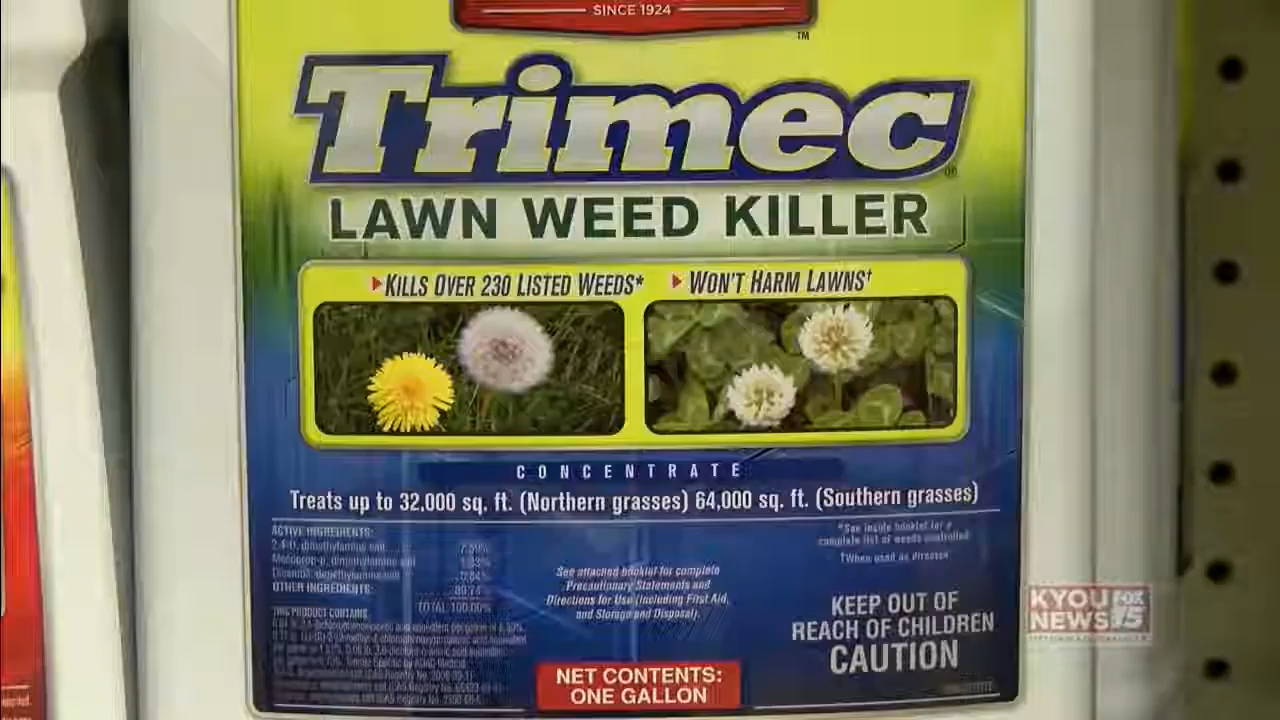 SINCE 1924
™
Trimec®
LAWN WEED KILLER
KILLS OVER 230 LISTED WEEDS*
WON'T HARM LAWNS†
CONCENTRATE
Treats up to 32,000 sq. ft. (Northern grasses) 64,000 sq. ft. (Southern grasses)
ACTIVE INGREDIENTS:
2,4-D, dimethylamine salt
Mecoprop-p, dimethylamine salt
OTHER INGREDIENTS:
TOTAL 100.00%
THIS PRODUCT CONTAINS
See attached booklet for complete
Precautionary Statements and
Directions for Use (including First Aid,
and Storage and Disposal).
*See inside booklet for a
complete list of weeds controlled
†When used as directed
KEEP OUT OF
REACH OF CHILDREN
CAUTION
NET CONTENTS:
ONE GALLON
KYOU FOX
NEWS 15